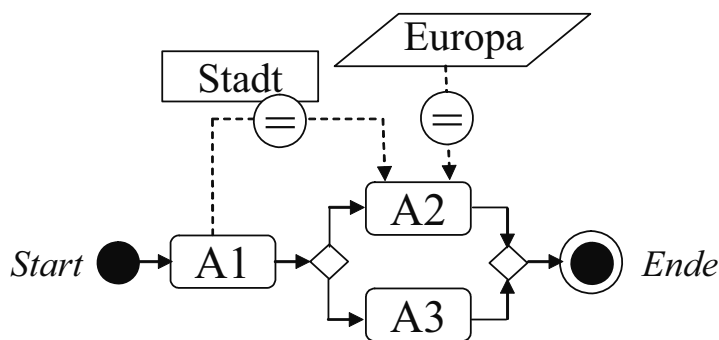 Europa
Stadt
=
=
A2
Start
A1
Ende
A3